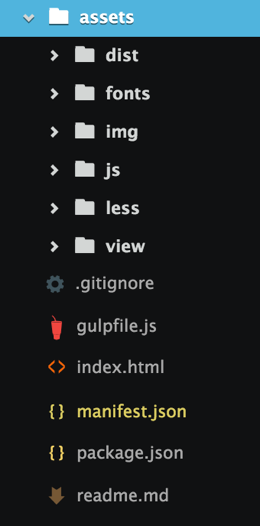 assets
dist
fonts
img
js
less
view
.gitignore
gulpfile.js
index.html
manifest.json
package.json
readme.md